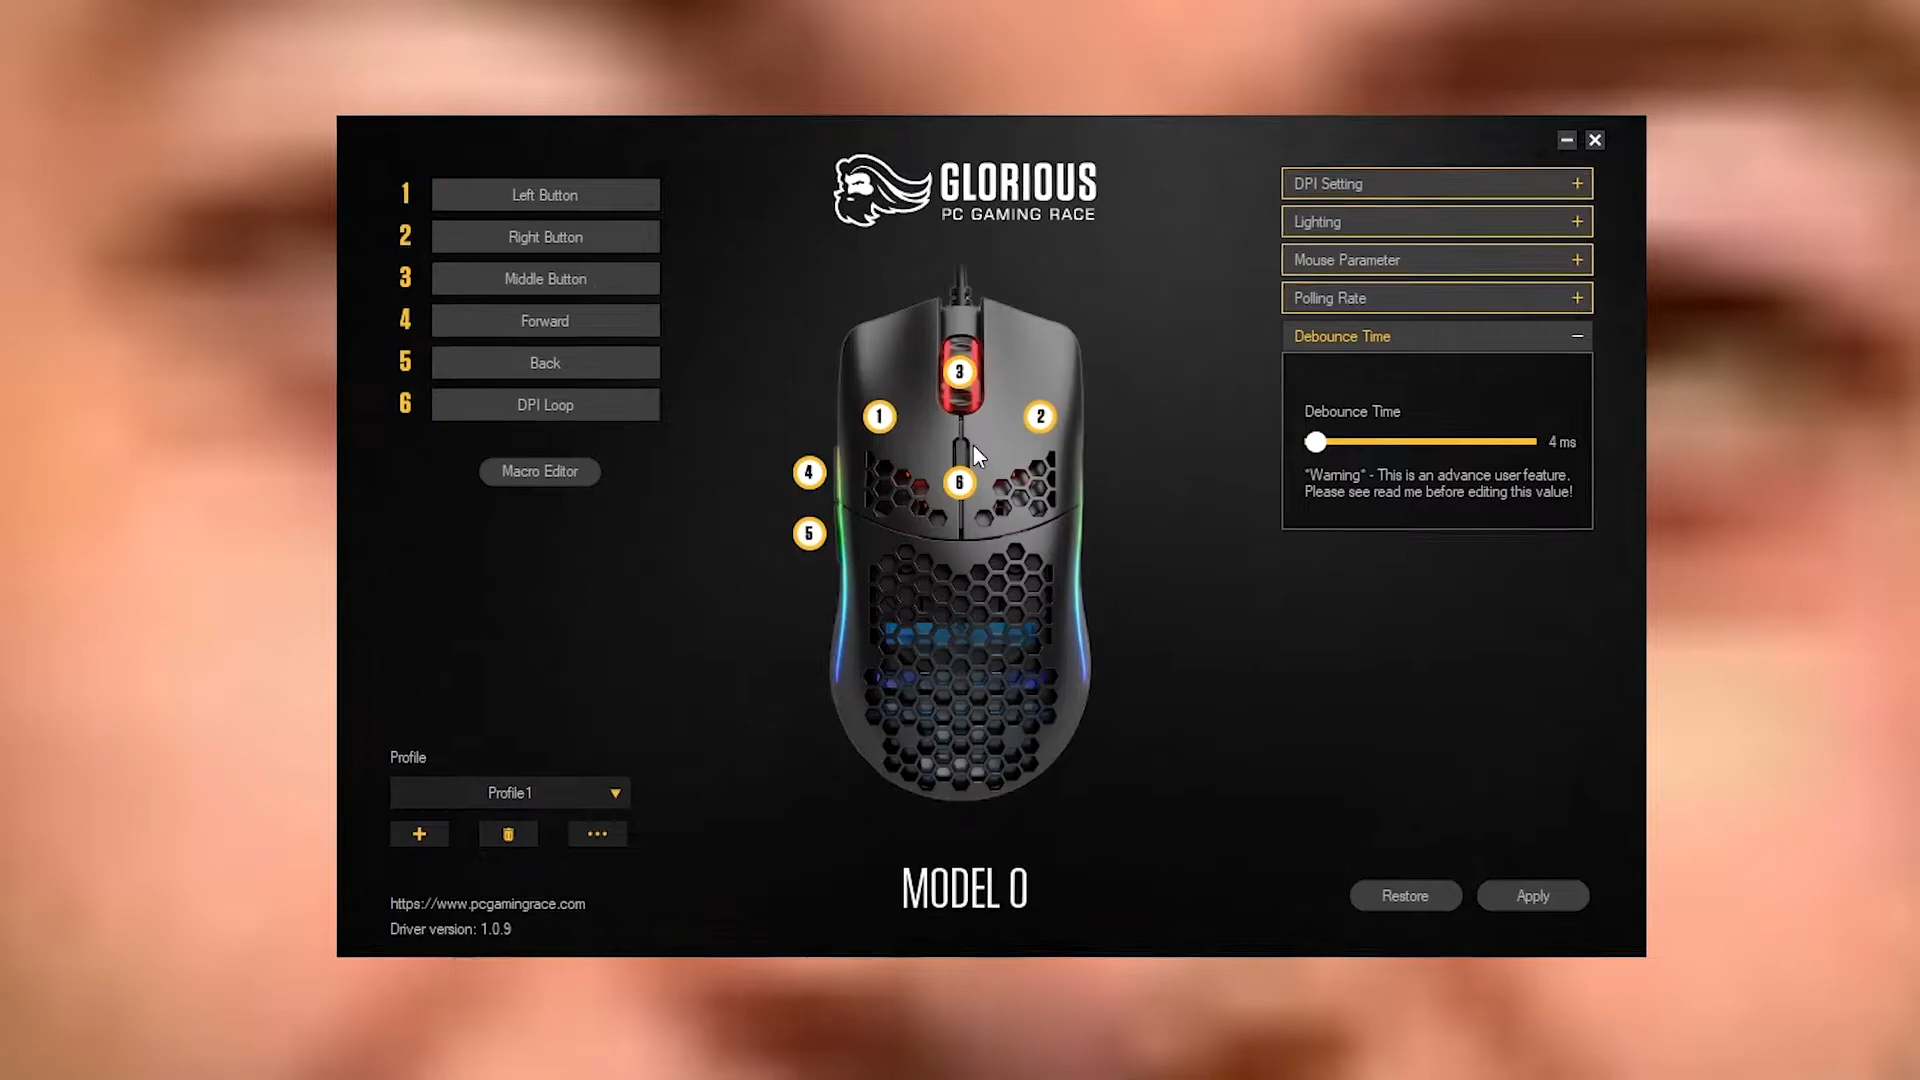 1 Left Button
2 Right Button
3 Middle Button
4 Forward
5 Back
6 DPI Loop
Macro Editor
GLORIOUS
PC GAMING RACE
3
1
2
4
6
5
MODEL O
DPI Setting +
Lighting +
Mouse Parameter +
Polling Rate +
Debounce Time −
Debounce Time
4 ms
*Warning* - This is an advance user feature.
Please see read me before editing this value!
Profile
Profile1
https://www.pcgamingrace.com
Driver version: 1.0.9
Restore
Apply